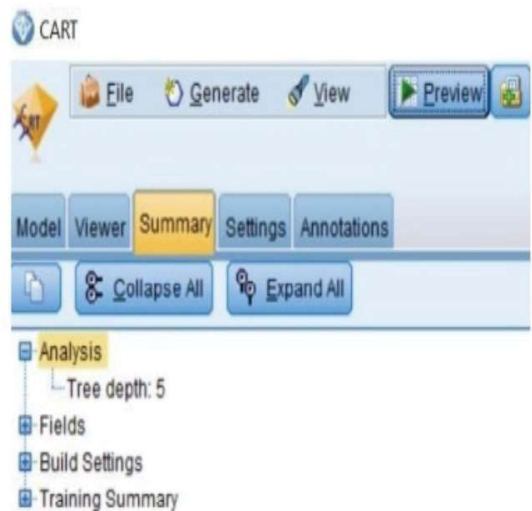 CART
CRT File Generate View Preview
Model Viewer Summary Settings Annotations
Collapse All Expand All
Analysis
Tree depth: 5
Fields
Build Settings
Training Summary